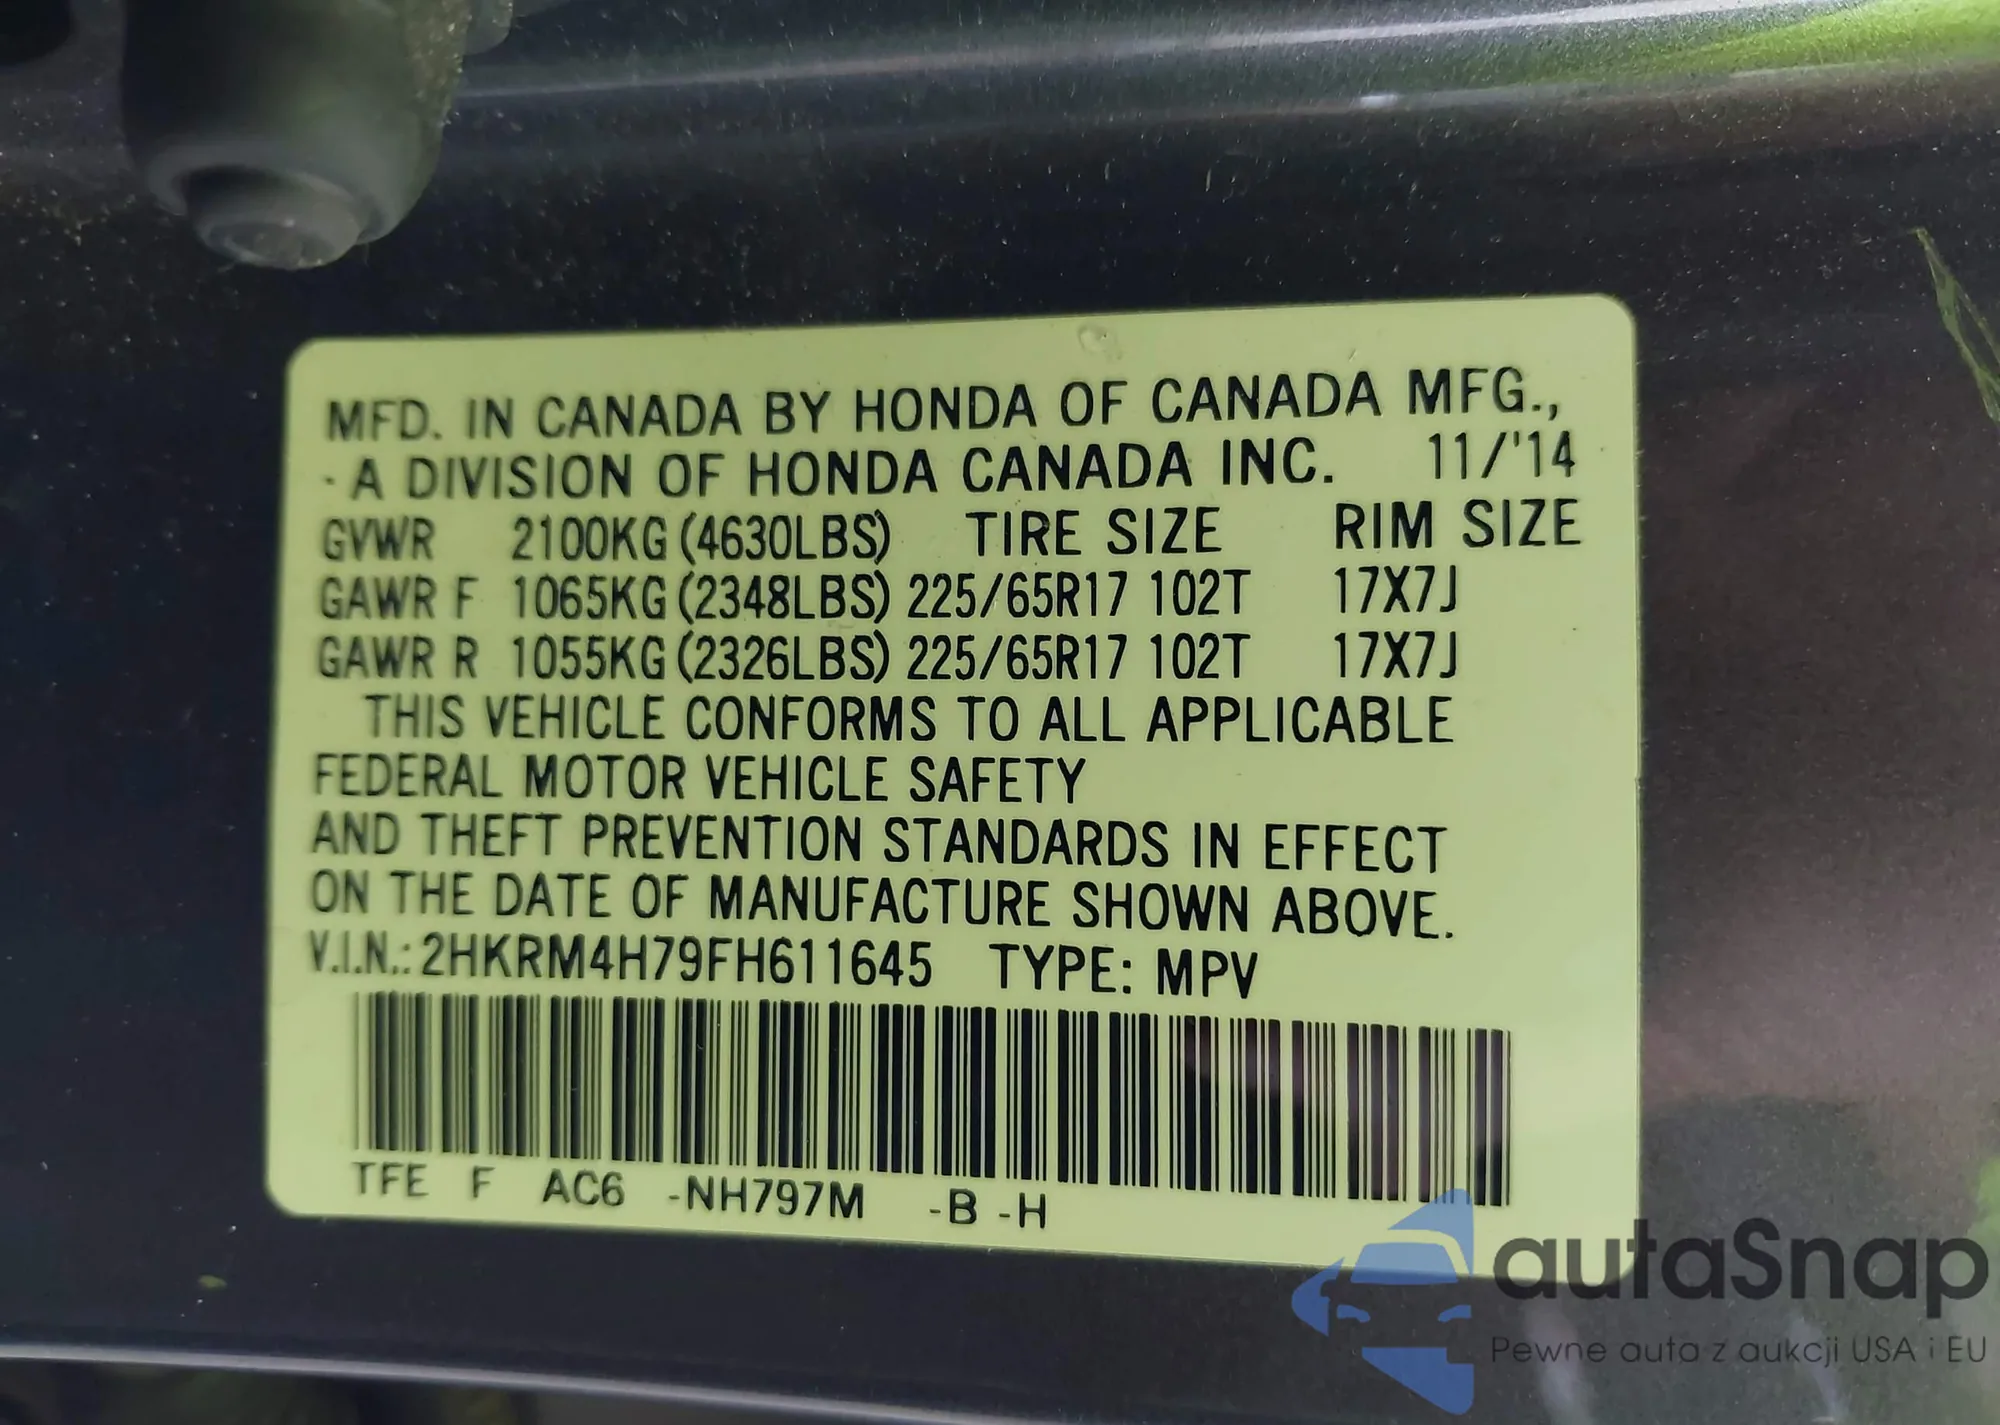 MFD. IN CANADA BY HONDA OF CANADA MFG.,
- A DIVISION OF HONDA CANADA INC. 11/'14
GVWR 2100KG (4630LBS) TIRE SIZE RIM SIZE
GAWR F 1065KG (2348LBS) 225/65R17 102T 17X7J
GAWR R 1055KG (2326LBS) 225/65R17 102T 17X7J
THIS VEHICLE CONFORMS TO ALL APPLICABLE
FEDERAL MOTOR VEHICLE SAFETY
AND THEFT PREVENTION STANDARDS IN EFFECT
ON THE DATE OF MANUFACTURE SHOWN ABOVE.
V.I.N.: 2HKRM4H79FH611645 TYPE: MPV
TFE F AC6 -NH797M -B -H
autaSnap
Pewne auta z aukcji USA i EU